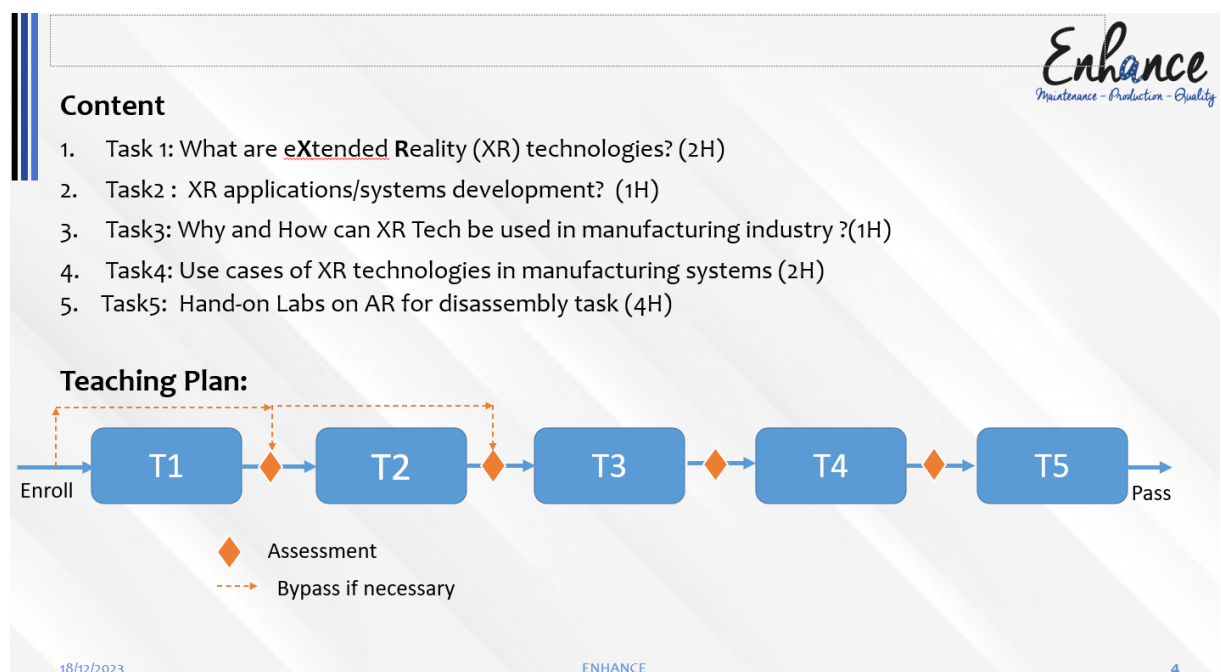 Enhance
Maintenance - Production - Quality
Content
1. Task 1: What are eXtended Reality (XR) technologies? (2H)
2. Task2 : XR applications/systems development? (1H)
3. Task3: Why and How can XR Tech be used in manufacturing industry ?(1H)
4. Task4: Use cases of XR technologies in manufacturing systems (2H)
5. Task5: Hand-on Labs on AR for disassembly task (4H)
Teaching Plan:
Enroll
T1
T2
T3
T4
T5
Pass
Assessment
Bypass if necessary
18/12/2023
ENHANCE
4